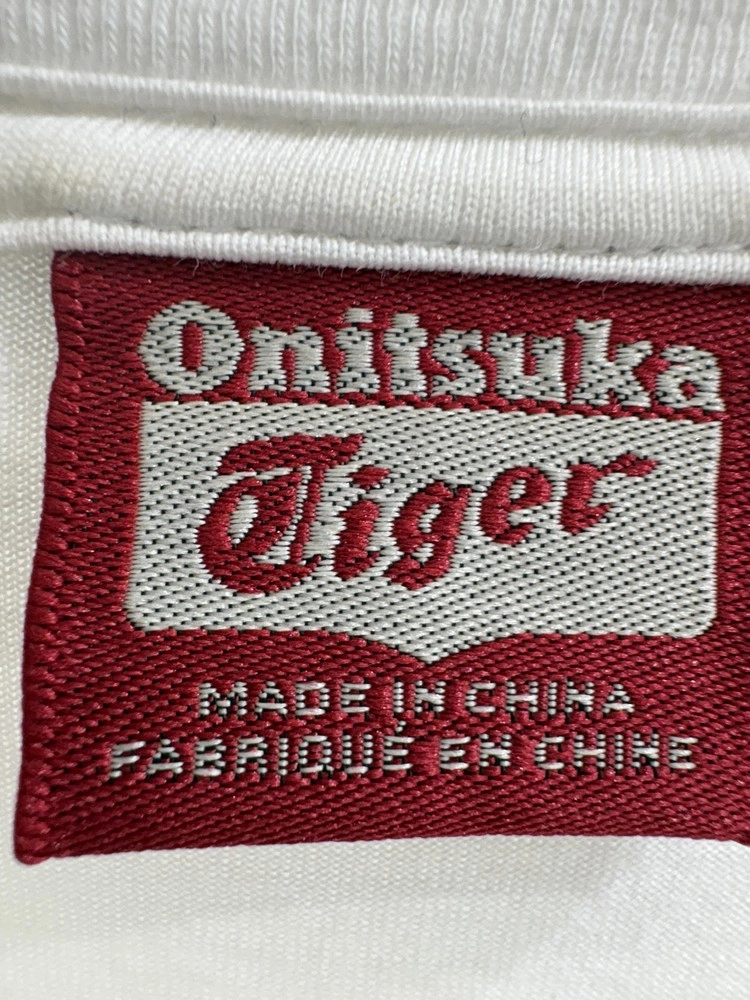 Onitsuka
Tiger
MADE IN CHINA
FABRIQUÉ EN CHINE